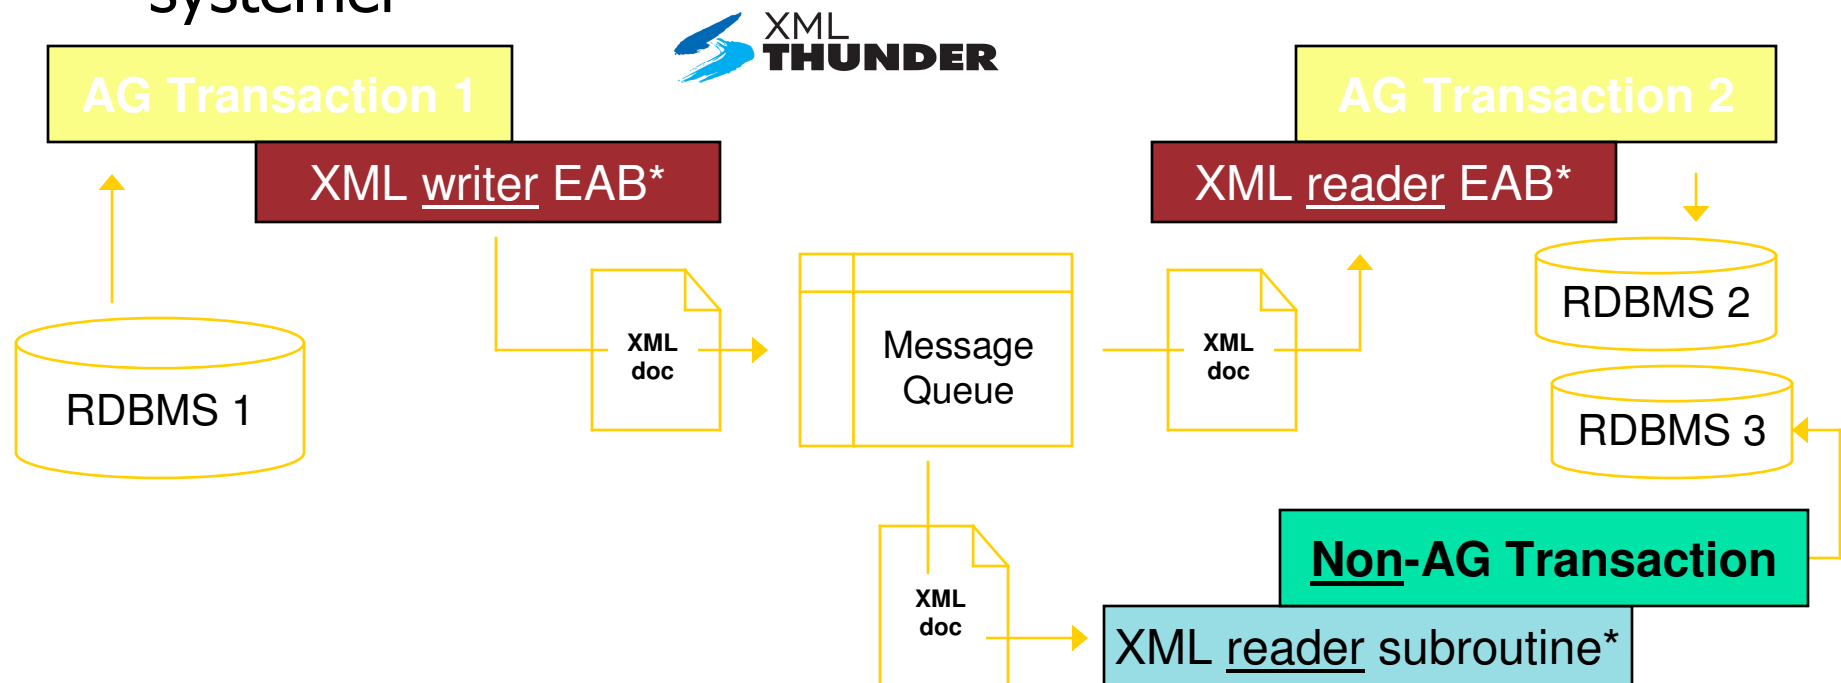 systemer
XML
THUNDER
AG Transaction 1
AG Transaction 2
XML writer EAB*
XML reader EAB*
RDBMS 2
XML
doc
Message
Queue
XML
doc
RDBMS 1
RDBMS 3
Non-AG Transaction
XML
doc
XML reader subroutine*